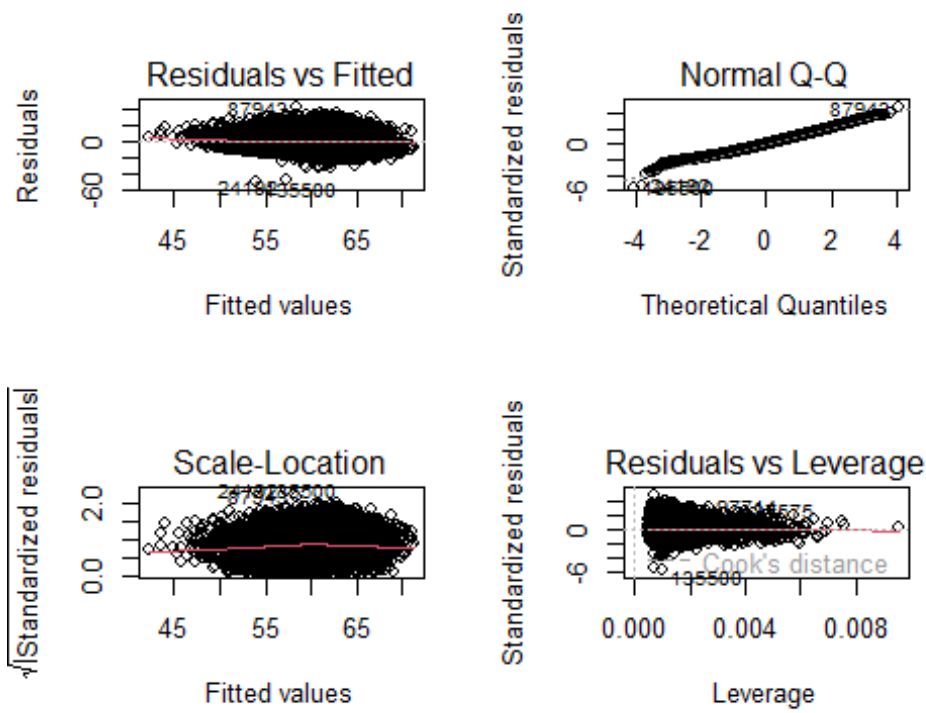 Residuals vs Fitted
Residuals
0
-60
87943
45
55
65
Fitted values
Normal Q-Q
Standardized residuals
0
-6
87943
-4
-2
0
2
4
Theoretical Quantiles
Scale-Location
√|Standardized residuals|
2.0
0.0
45
55
65
Fitted values
Residuals vs Leverage
Standardized residuals
0
-6
Cook's distance
135500
0.000
0.004
0.008
Leverage